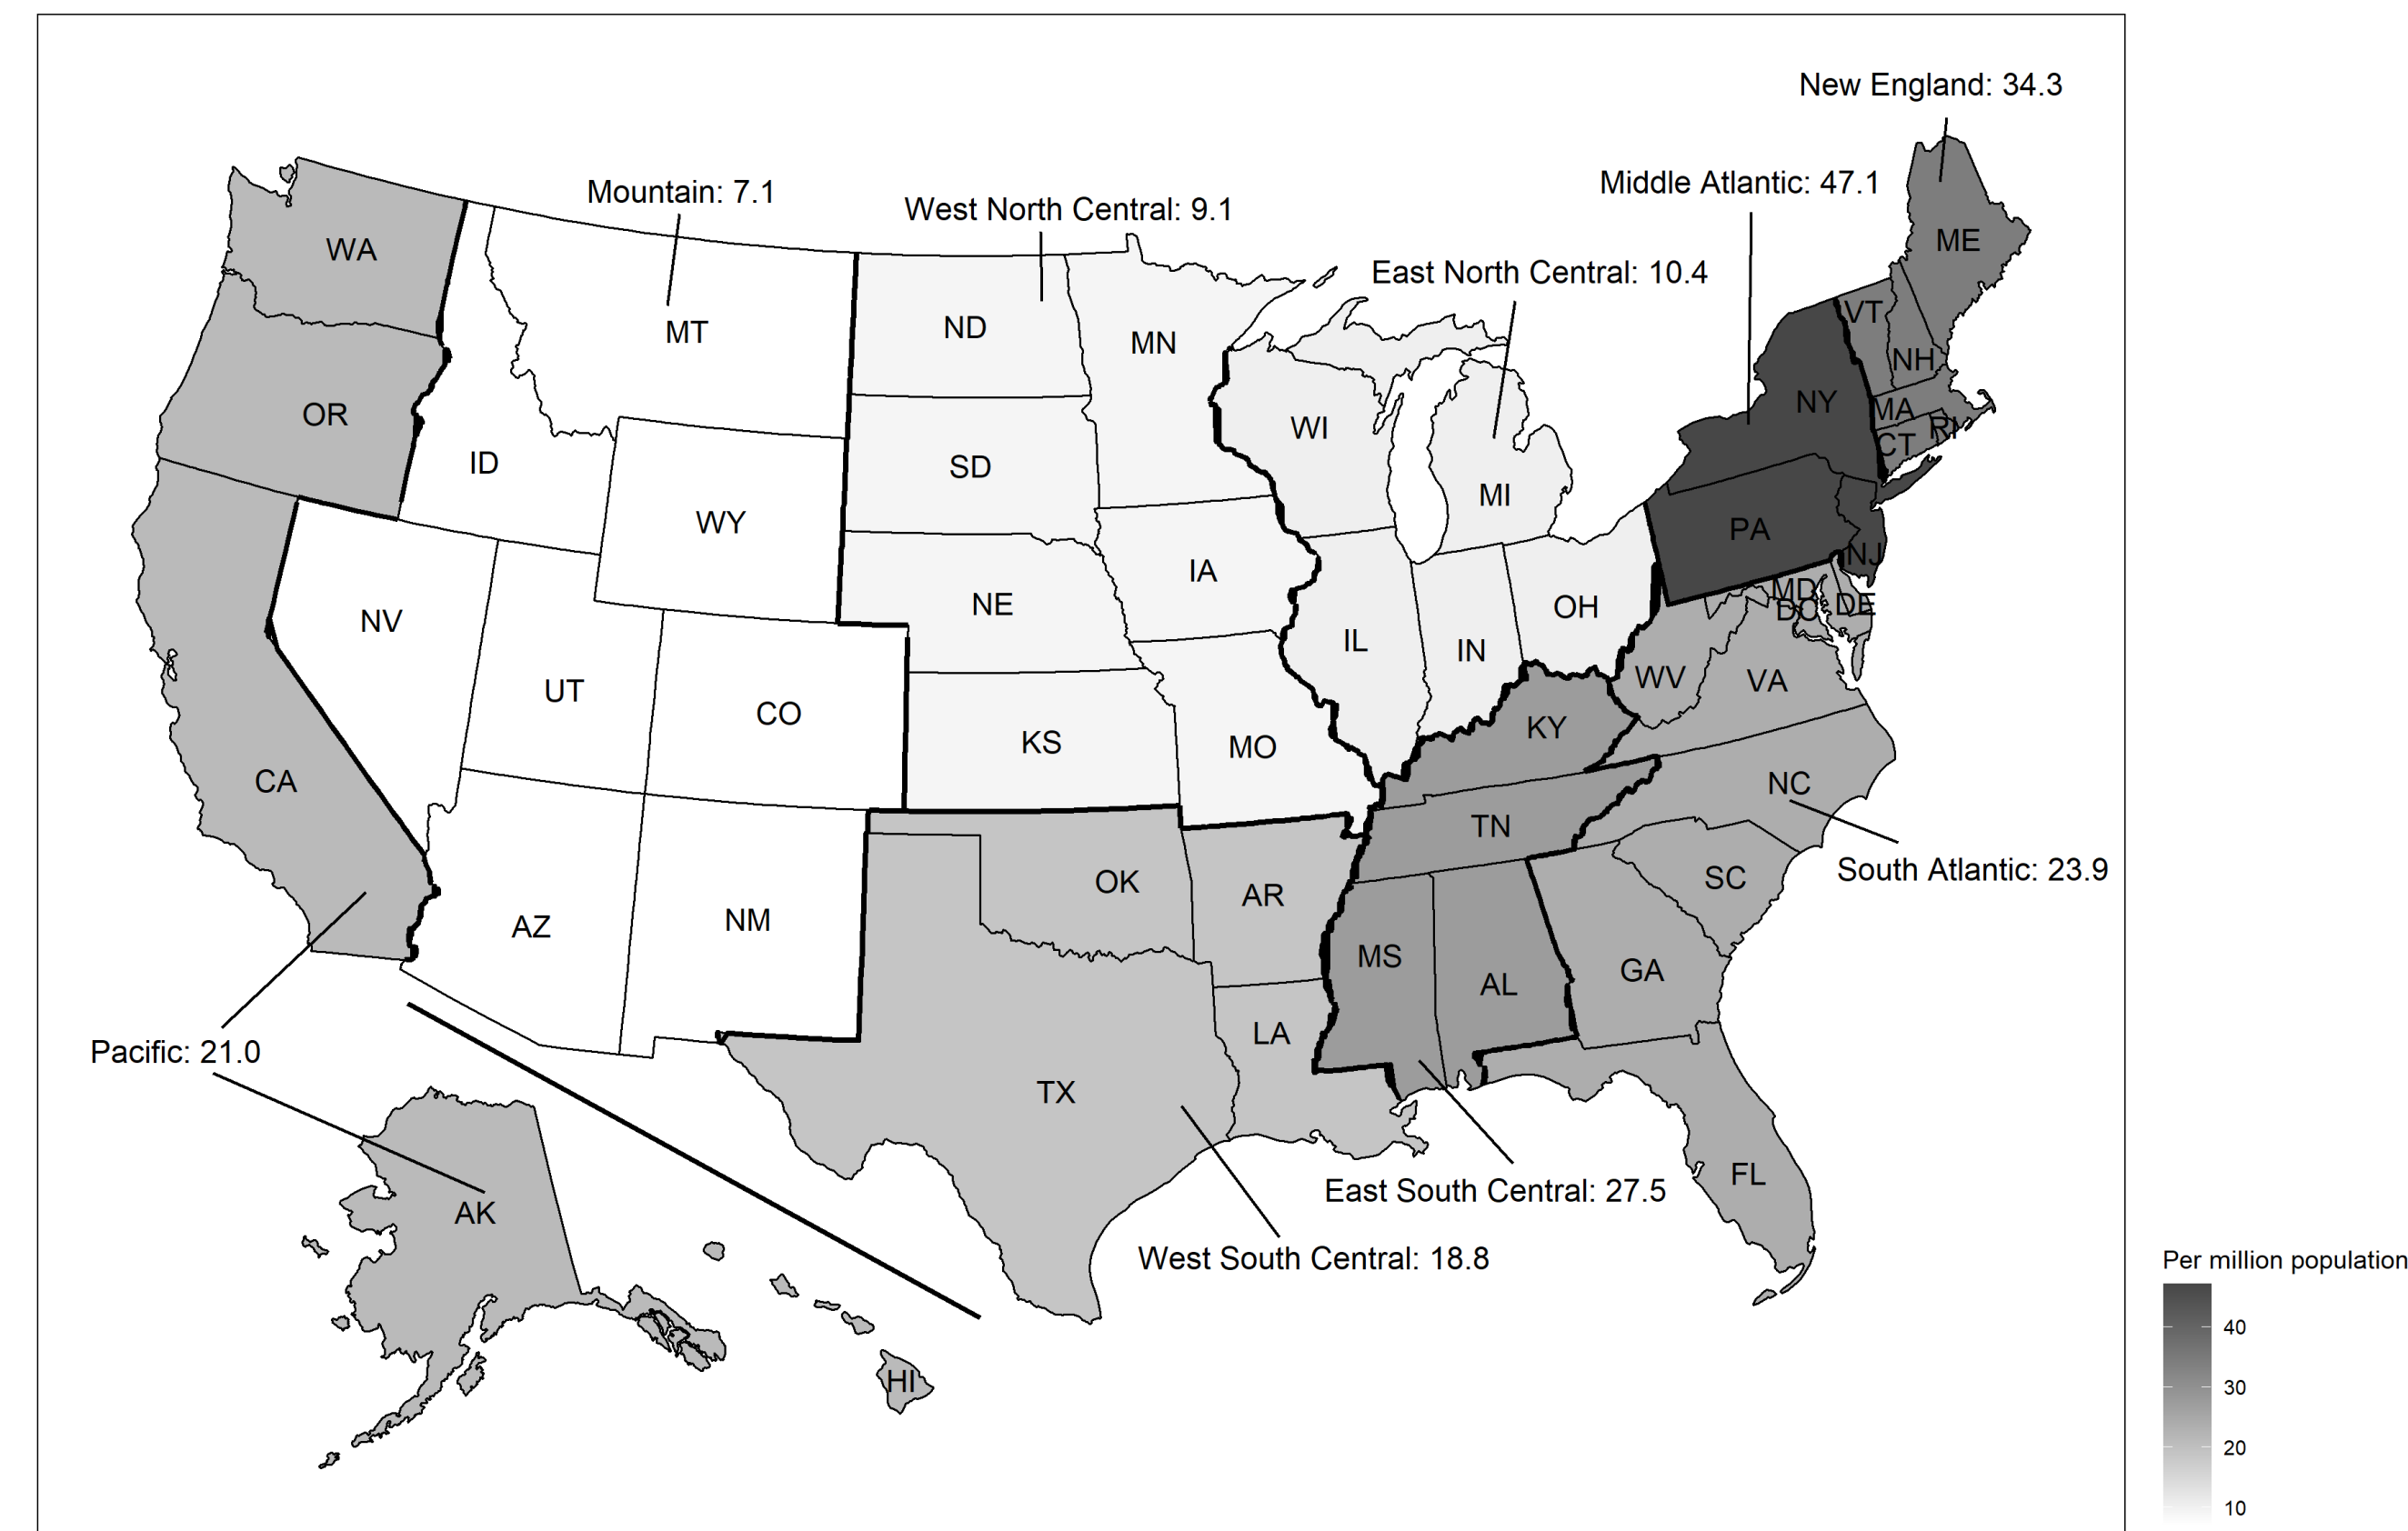 New England: 34.3
Middle Atlantic: 47.1
Mountain: 7.1
West North Central: 9.1
ME
WA
East North Central: 10.4
VT
ND
MT
MN
NH
NY
MA
OR
WI
RI
CT
ID
SD
MI
WY
PA
NJ
IA
MD
NE
DE
OH
DC
NV
IL
IN
WV
VA
UT
CO
KY
KS
MO
CA
NC
TN
South Atlantic: 23.9
SC
OK
AR
NM
AZ
MS
GA
AL
LA
Pacific: 21.0
TX
FL
East South Central: 27.5
AK
West South Central: 18.8
Per million population
40
HI
30
20
10